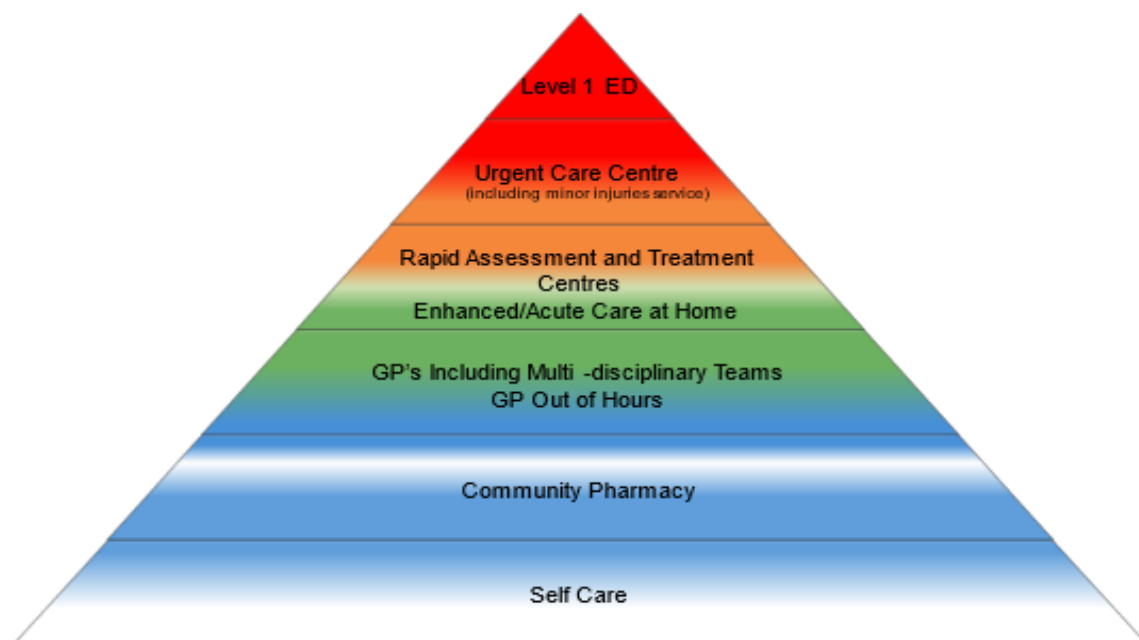 Level 1 ED
Urgent Care Centre
(including minor injuries service)
Rapid Assessment and Treatment
Centres
Enhanced/Acute Care at Home
GP's Including Multi -disciplinary Teams
GP Out of Hours
Community Pharmacy
Self Care